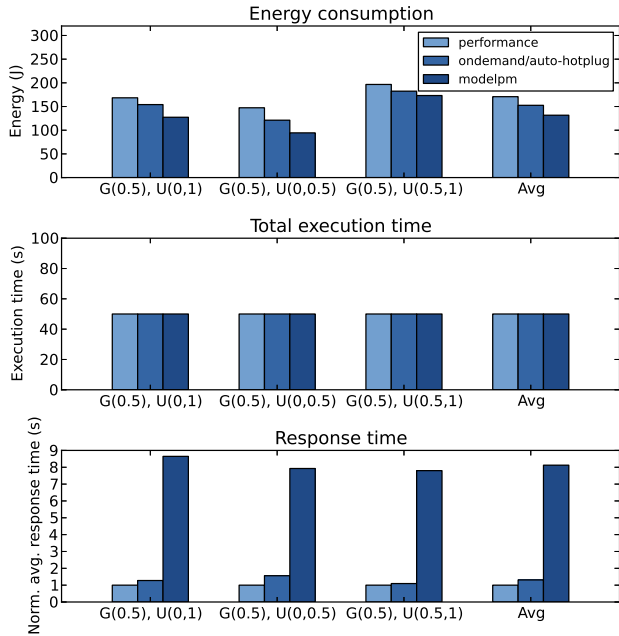 Energy consumption
Energy (J)
300
250
200
150
100
50
0
performance
ondemand/auto-hotplug
modelpm
G(0.5), U(0,1) G(0.5), U(0,0.5) G(0.5), U(0.5,1) Avg
Total execution time
Execution time (s)
100
80
60
40
20
0
G(0.5), U(0,1) G(0.5), U(0,0.5) G(0.5), U(0.5,1) Avg
Response time
Norm. avg. response time (s)
9
8
7
6
5
4
3
2
1
0
G(0.5), U(0,1) G(0.5), U(0,0.5) G(0.5), U(0.5,1) Avg